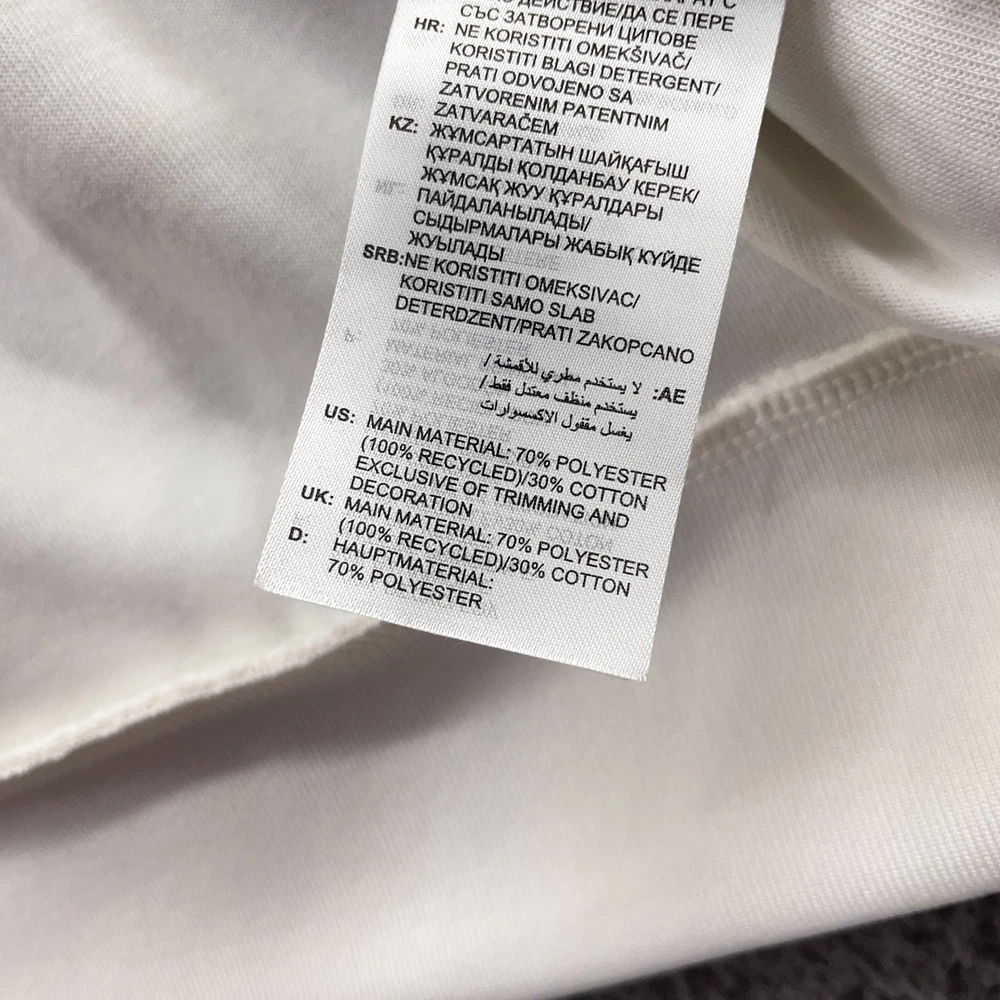 ДЕЙСТВИЕ/ДА СЕ ПЕРЕ
СЪС ЗАТВОРЕНИ ЦИПОВЕ
HR: NE KORISTITI OMEKŠIVAČ/
KORISTITI BLAGI DETERGENT/
PRATI ODVOJENO SA
ZATVORENIM PATENTNIM
ZATVARAČEM
KZ: ЖҰМСАРТАТЫН ШАЙҚАҒЫШ
ҚҰРАЛДЫ ҚОЛДАНБАУ КЕРЕК/
ЖҰМСАҚ ЖУУ ҚҰРАЛДАРЫ
ПАЙДАЛАНЫЛАДЫ/
СЫДЫРМАЛАРЫ ЖАБЫҚ КҮЙДЕ
ЖУЫЛАДЫ
SRB:NE KORISTITI OMEKSIVAC/
KORISTITI SAMO SLAB
DETERDZENT/PRATI ZAKOPCANO
AE: لا يستخدم مطري للأقمشة/
يستخدم منظف معتدل فقط/
يغسل مقفول الاكسسوارات
US: MAIN MATERIAL: 70% POLYESTER
(100% RECYCLED)/30% COTTON
EXCLUSIVE OF TRIMMING AND
DECORATION
UK: MAIN MATERIAL: 70% POLYESTER
(100% RECYCLED)/30% COTTON
D: HAUPTMATERIAL:
70% POLYESTER